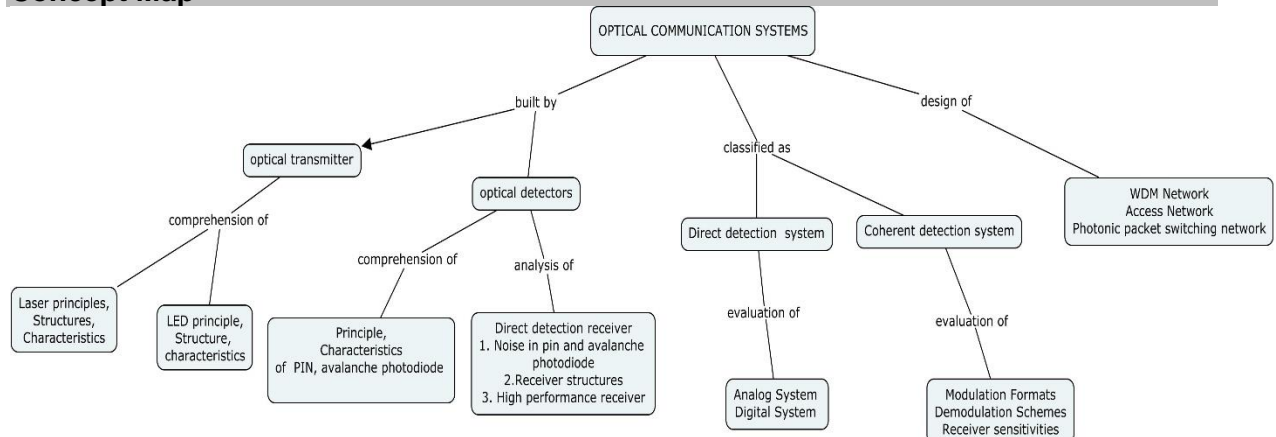 Concept Map
OPTICAL COMMUNICATION SYSTEMS
built by
design of
classified as
optical transmitter
optical detectors
WDM Network
Access Network
Photonic packet switching network
comprehension of
Direct detection system
Coherent detection system
comprehension of
analysis of
Laser principles,
Structures,
Characteristics
LED principle,
Structure,
characteristics
Principle,
Characteristics
of PIN, avalanche photodiode
Direct detection receiver
1. Noise in pin and avalanche
photodiode
2.Receiver structures
3. High performance receiver
evaluation of
evaluation of
Analog System
Digital System
Modulation Formats
Demodulation Schemes
Receiver sensitivities